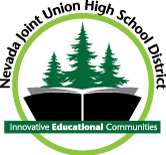 Nevada Joint Union High School District
Innovative Educational Communities